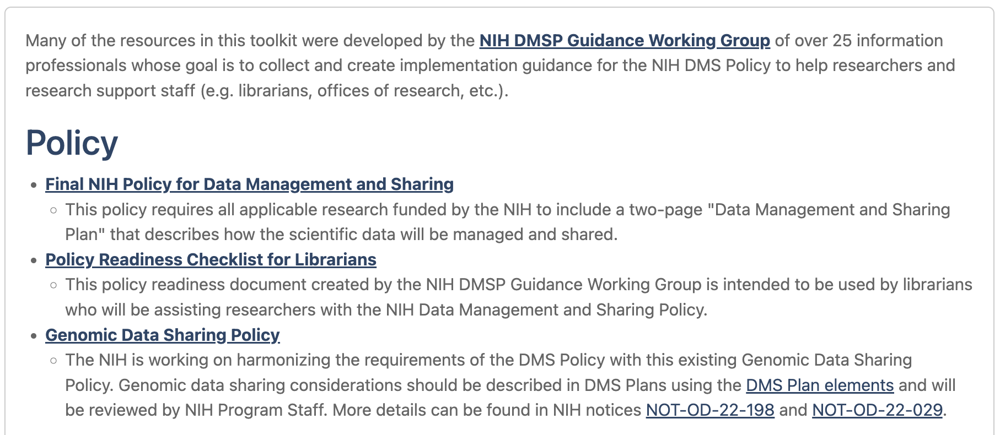 Many of the resources in this toolkit were developed by the NIH DMSP Guidance Working Group of over 25 information
professionals whose goal is to collect and create implementation guidance for the NIH DMS Policy to help researchers and
research support staff (e.g. librarians, offices of research, etc.).
Policy
• Final NIH Policy for Data Management and Sharing
◦ This policy requires all applicable research funded by the NIH to include a two-page "Data Management and Sharing
Plan" that describes how the scientific data will be managed and shared.
• Policy Readiness Checklist for Librarians
◦ This policy readiness document created by the NIH DMSP Guidance Working Group is intended to be used by librarians
who will be assisting researchers with the NIH Data Management and Sharing Policy.
• Genomic Data Sharing Policy
◦ The NIH is working on harmonizing the requirements of the DMS Policy with this existing Genomic Data Sharing
Policy. Genomic data sharing considerations should be described in DMS Plans using the DMS Plan elements and will
be reviewed by NIH Program Staff. More details can be found in NIH notices NOT-OD-22-198 and NOT-OD-22-029.